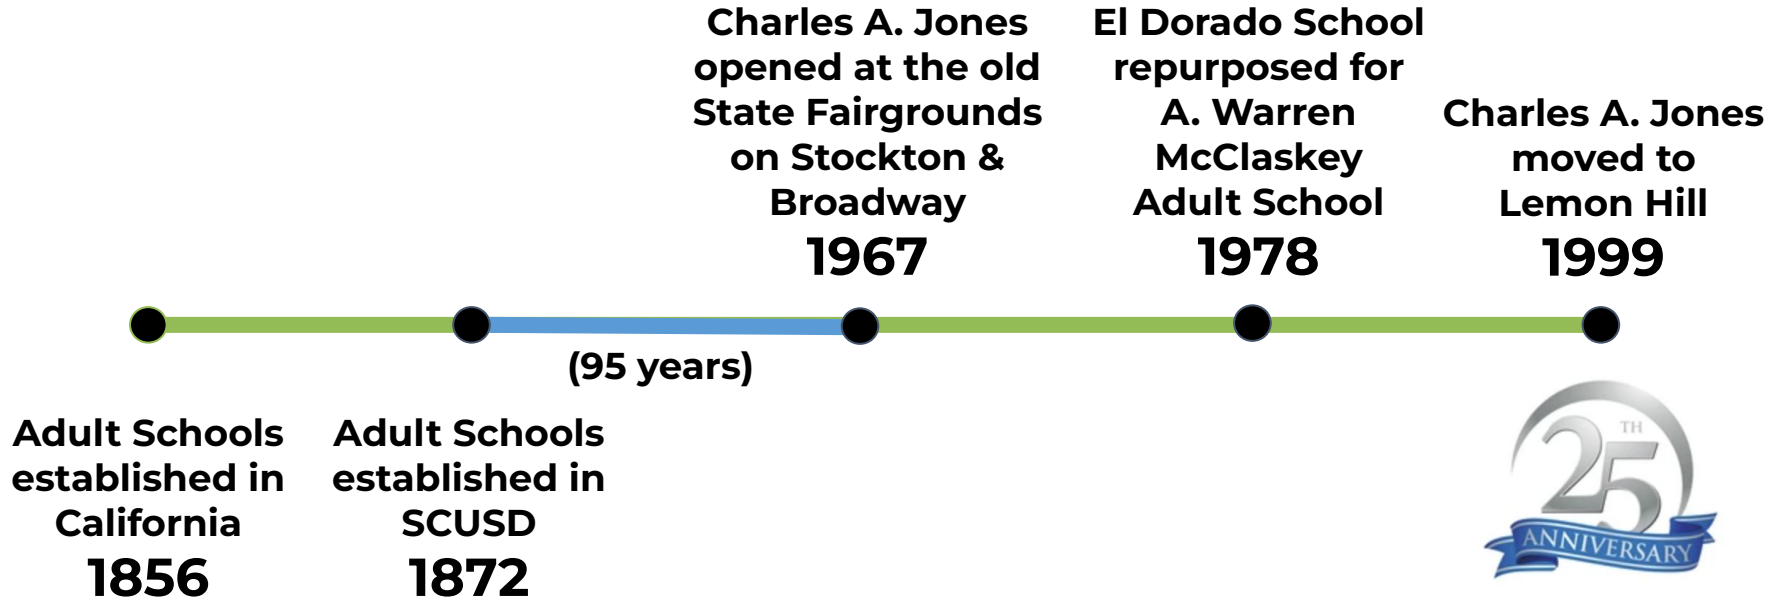 Charles A. Jones
opened at the old
State Fairgrounds
on Stockton &
Broadway
1967
El Dorado School
repurposed for
A. Warren
McClaskey
Adult School
1978
Charles A. Jones
moved to
Lemon Hill
1999
(95 years)
Adult Schools
established in
California
1856
Adult Schools
established in
SCUSD
1872
25TH
ANNIVERSARY